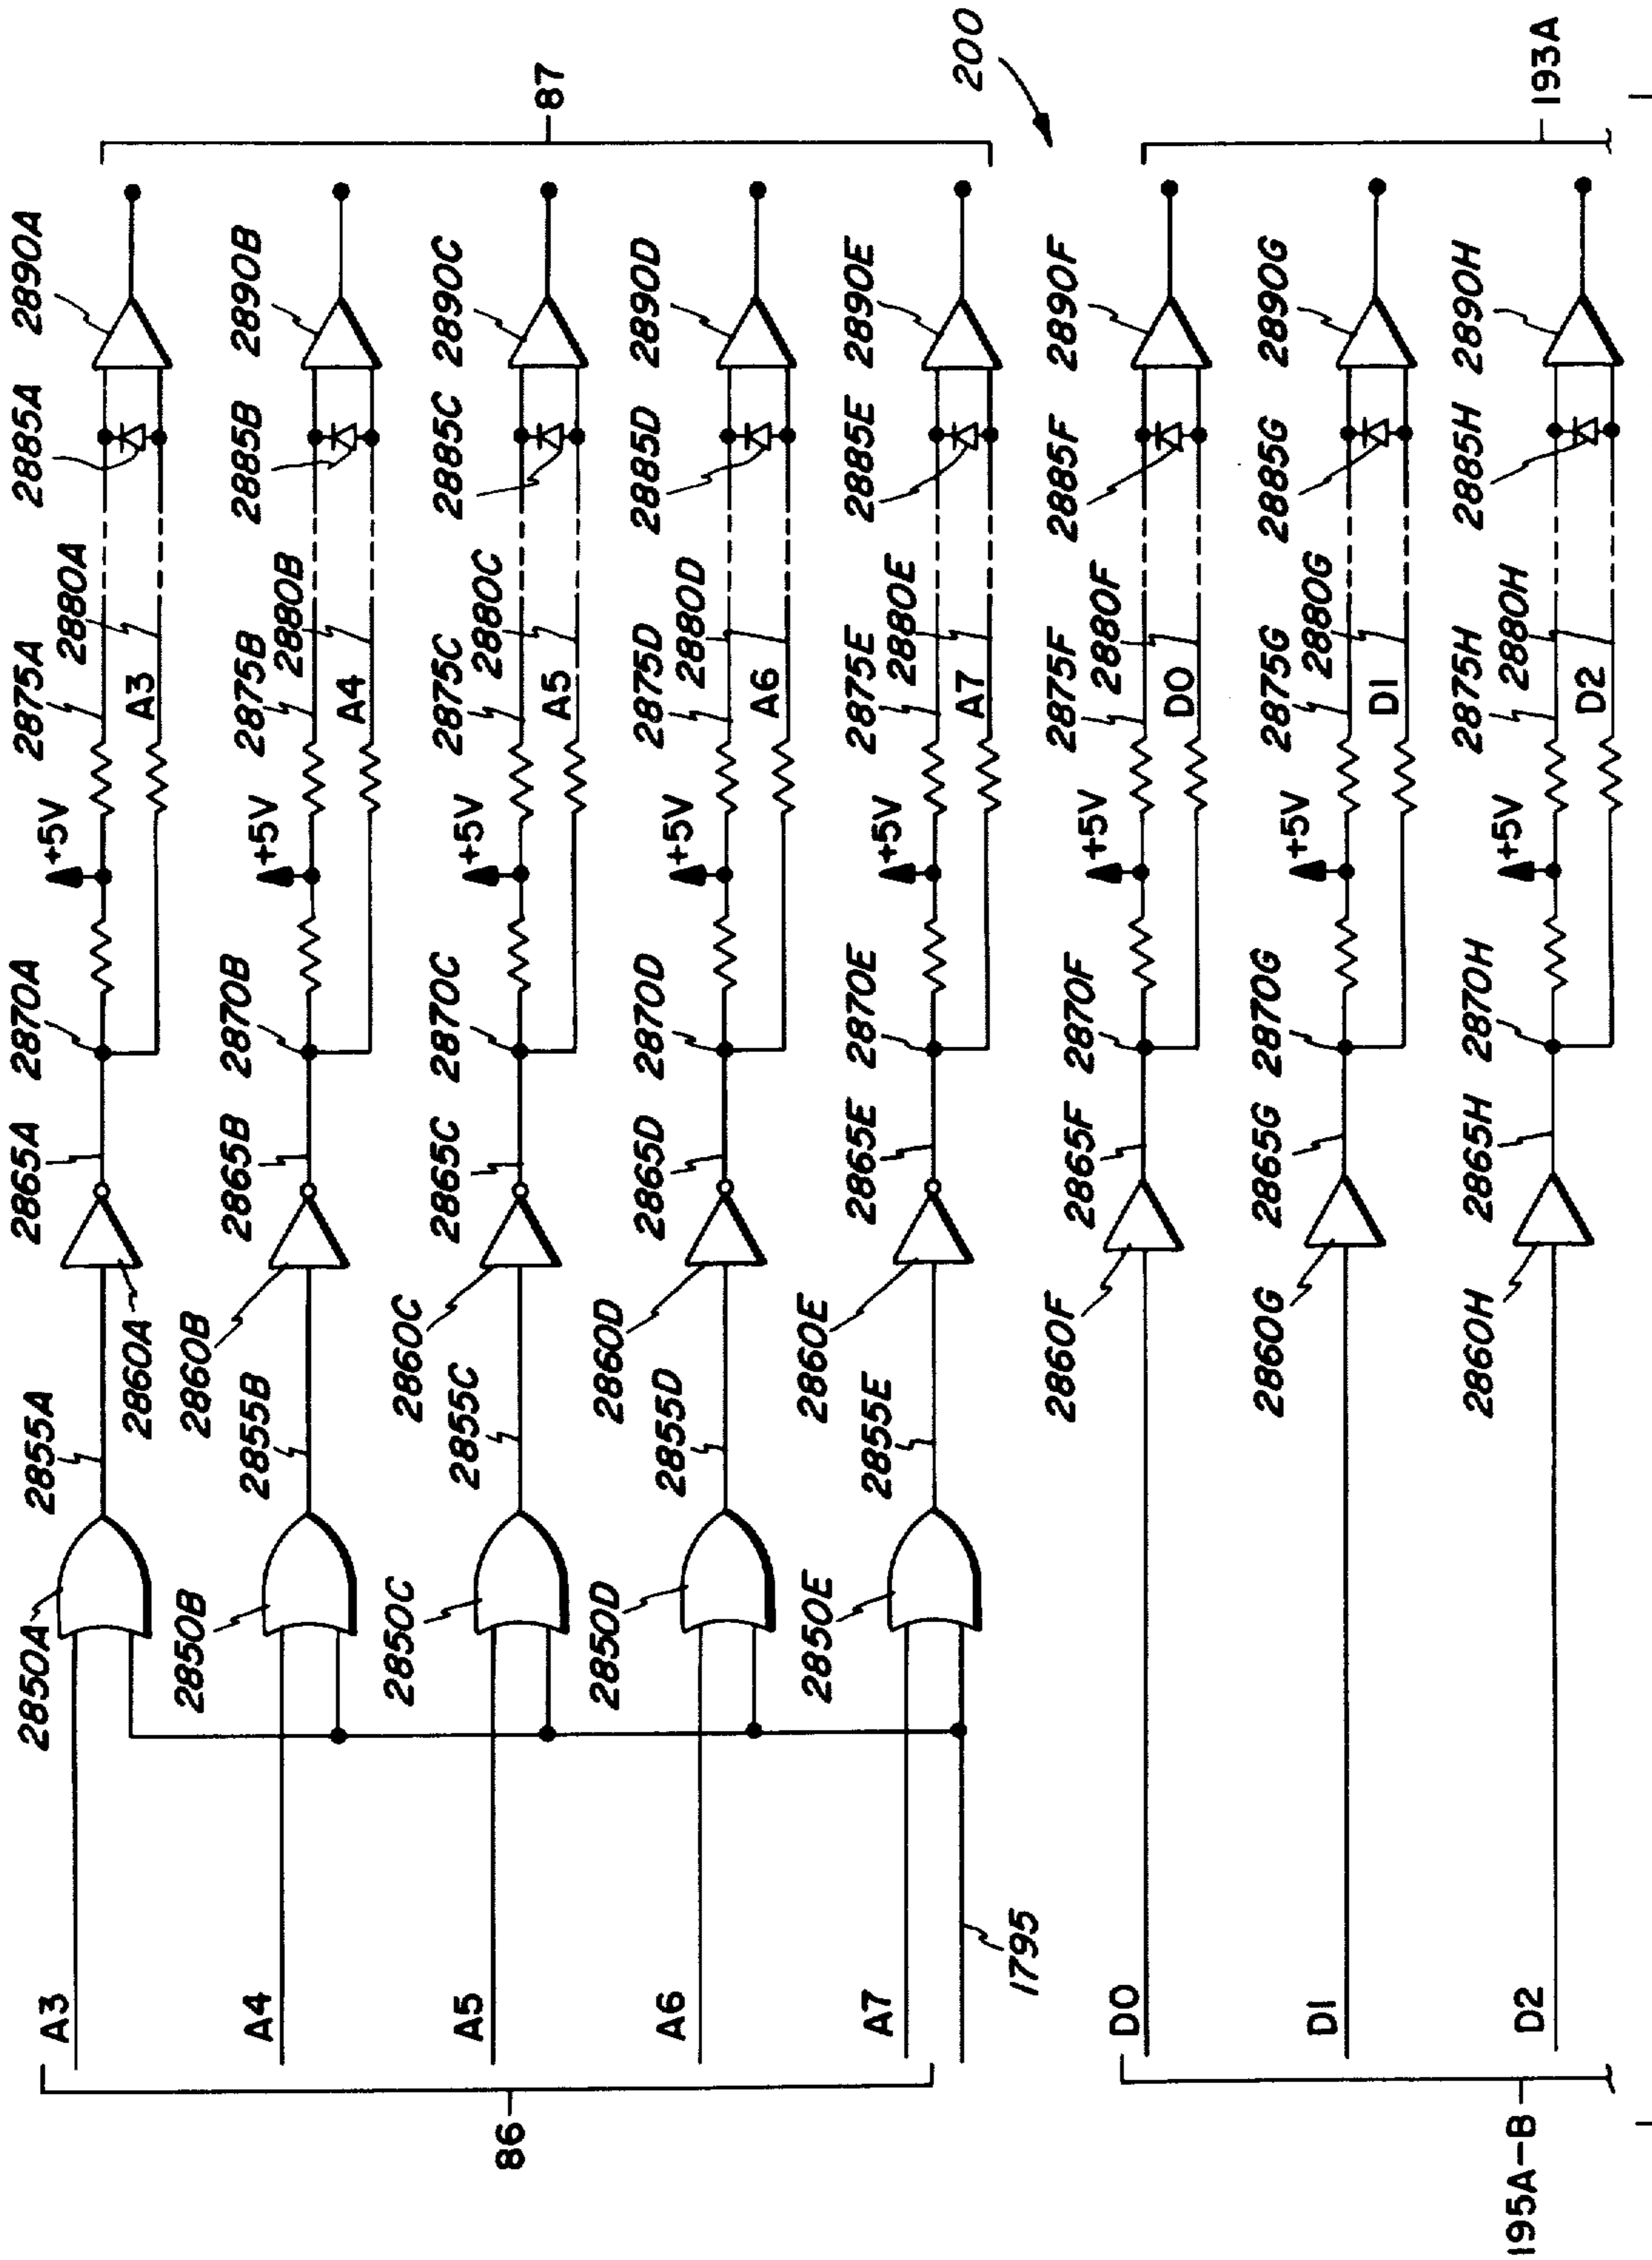 A3
2850A
2855A
2860A
2865A
2870A
+5V
2875A
A3
2880A
2885A
2890A
A4
2850B
2855B
2860B
2865B
2870B
+5V
2875B
A4
2880B
2885B
2890B
86
A5
2850C
2855C
2860C
2865C
2870C
+5V
2875C
A5
2880C
2885C
2890C
87
A6
2850D
2855D
2860D
2865D
2870D
+5V
2875D
A6
2880D
2885D
2890D
A7
2850E
2855E
2860E
2865E
2870E
+5V
2875E
A7
2880E
2885E
2890E
1795
200
D0
2860F
2865F
2870F
+5V
2875F
D0
2880F
2885F
2890F
D1
2860G
2865G
2870G
+5V
2875G
D1
2880G
2885G
2890G
195A-B
D2
2860H
2865H
2870H
+5V
2875H
D2
2880H
2885H
2890H
193A